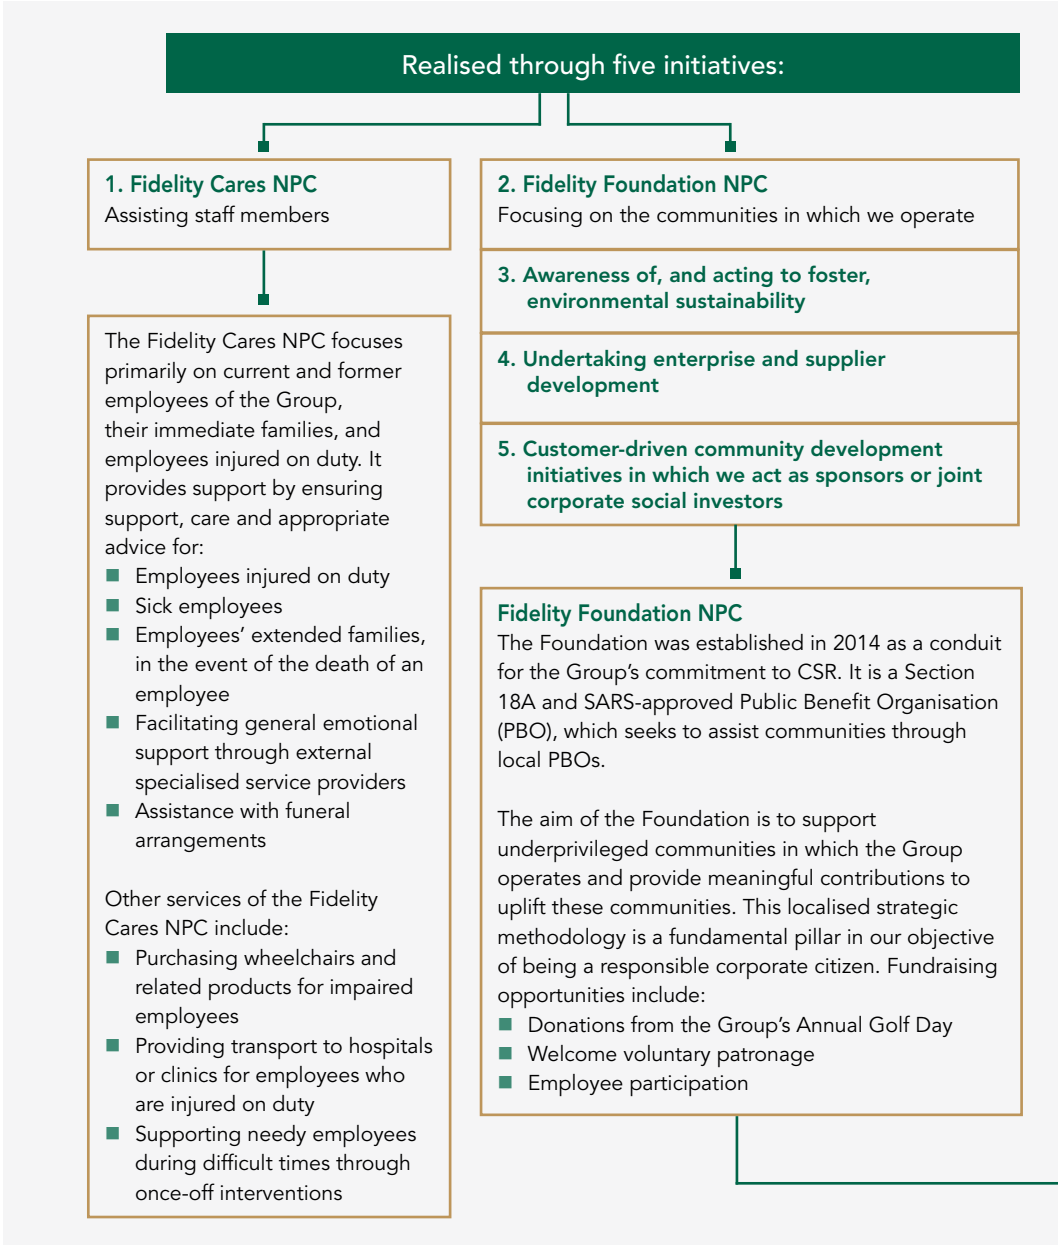 Realised through five initiatives:
1. Fidelity Cares NPC
Assisting staff members
The Fidelity Cares NPC focuses
primarily on current and former
employees of the Group,
their immediate families, and
employees injured on duty. It
provides support by ensuring
support, care and appropriate
advice for:
■ Employees injured on duty
■ Sick employees
■ Employees’ extended families,
in the event of the death of an
employee
■ Facilitating general emotional
support through external
specialised service providers
■ Assistance with funeral
arrangements
Other services of the Fidelity
Cares NPC include:
■ Purchasing wheelchairs and
related products for impaired
employees
■ Providing transport to hospitals
or clinics for employees who
are injured on duty
■ Supporting needy employees
during difficult times through
once-off interventions
2. Fidelity Foundation NPC
Focusing on the communities in which we operate
3. Awareness of, and acting to foster,
environmental sustainability
4. Undertaking enterprise and supplier
development
5. Customer-driven community development
initiatives in which we act as sponsors or joint
corporate social investors
Fidelity Foundation NPC
The Foundation was established in 2014 as a conduit
for the Group’s commitment to CSR. It is a Section
18A and SARS-approved Public Benefit Organisation
(PBO), which seeks to assist communities through
local PBOs.
The aim of the Foundation is to support
underprivileged communities in which the Group
operates and provide meaningful contributions to
uplift these communities. This localised strategic
methodology is a fundamental pillar in our objective
of being a responsible corporate citizen. Fundraising
opportunities include:
■ Donations from the Group’s Annual Golf Day
■ Welcome voluntary patronage
■ Employee participation